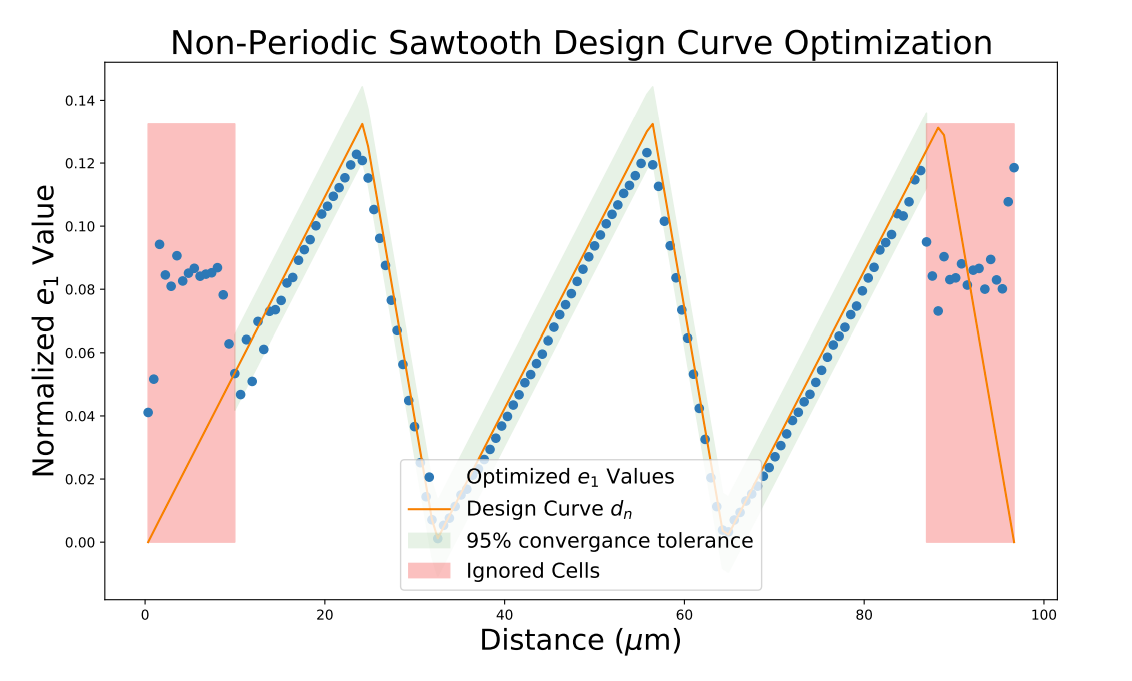 Non-Periodic Sawtooth Design Curve Optimization
Normalized e₁ Value
0.14
0.12
0.10
0.08
0.06
0.04
0.02
0.00
Optimized e₁ Values
Design Curve dₙ
95% convergance tolerance
Ignored Cells
0 20 40 60 80 100
Distance (μm)